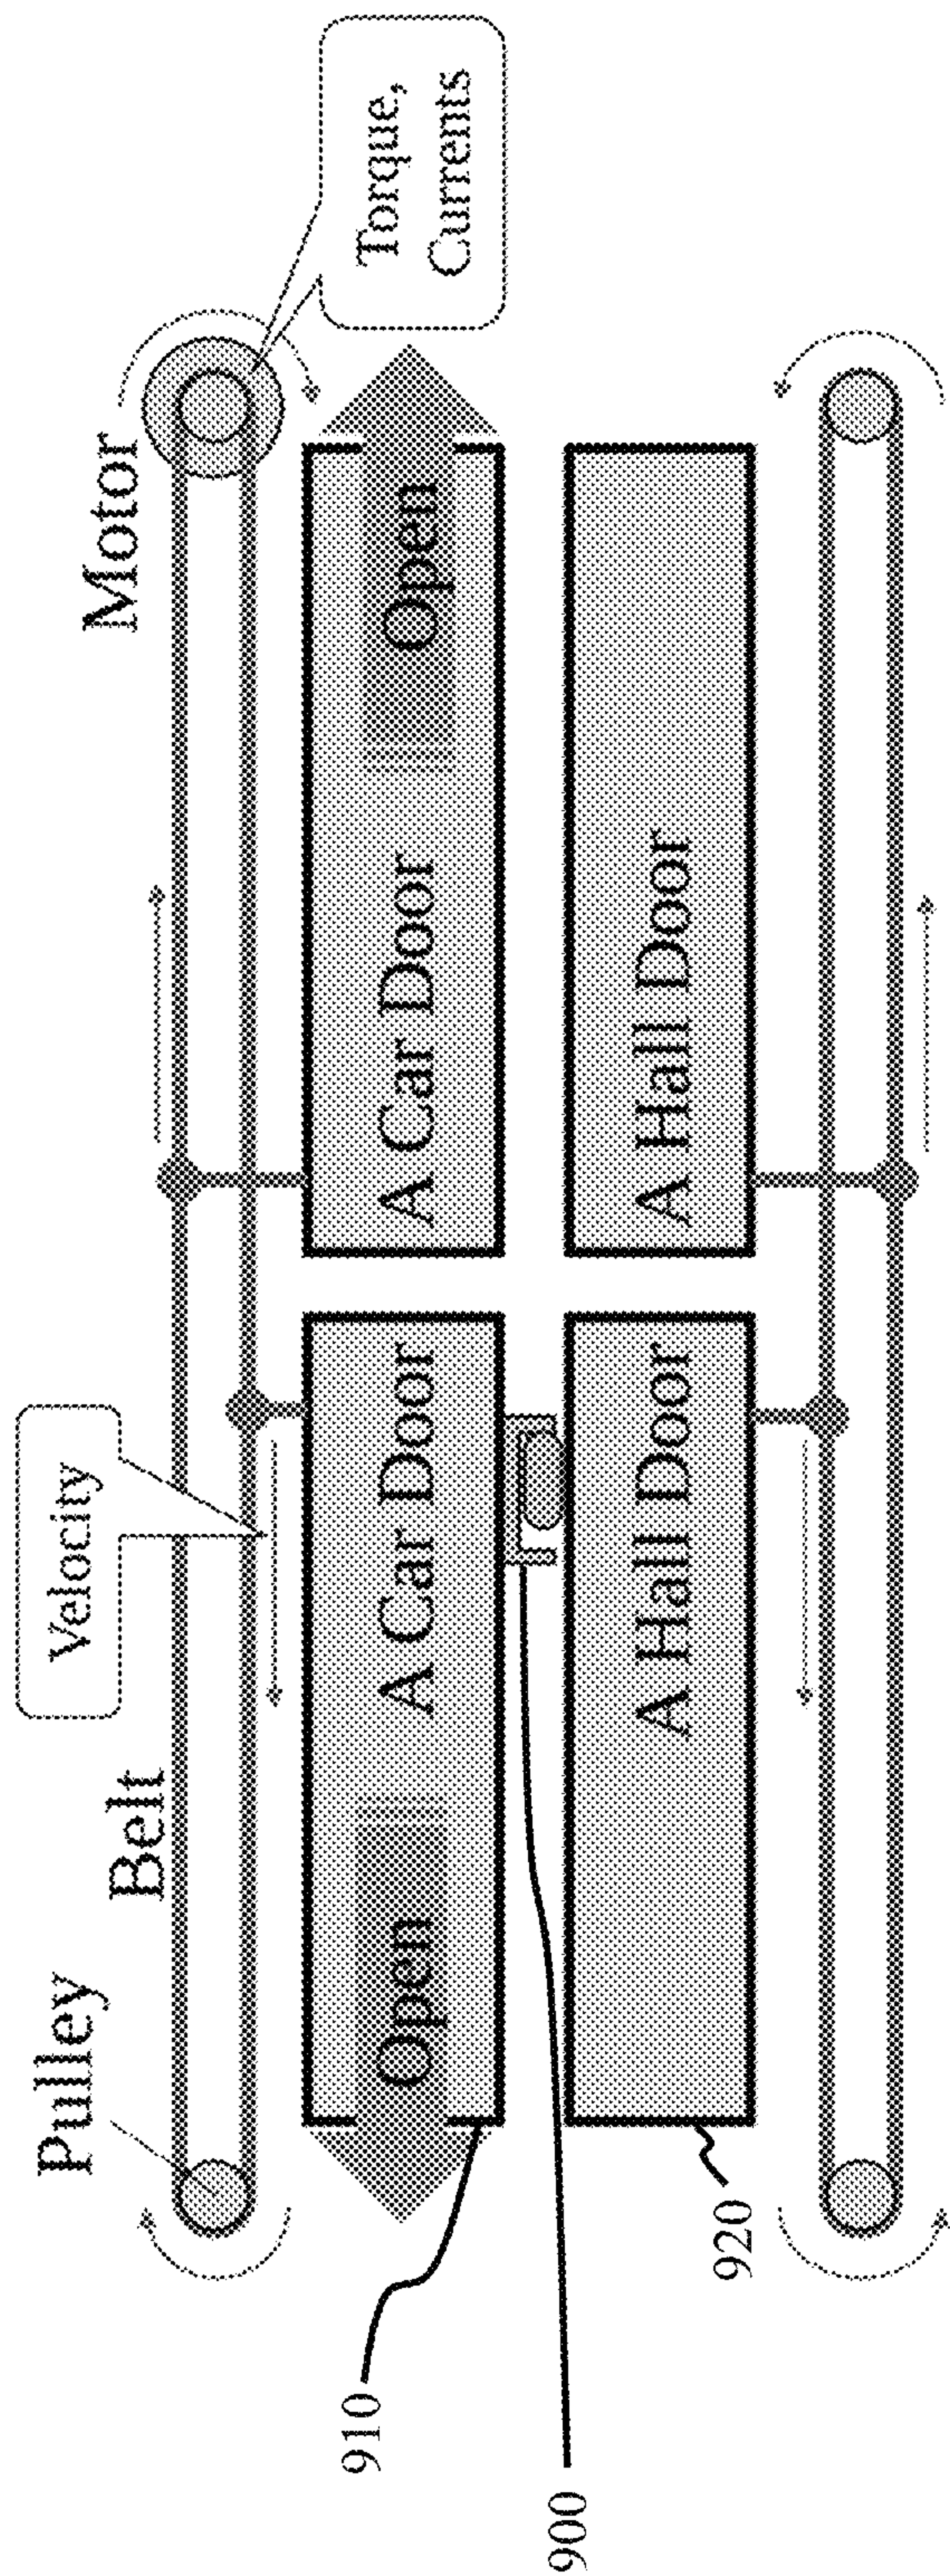 Pulley
Belt
Velocity
Motor
Torque,
Currents
Open
A Car Door
A Car Door
Open
A Hall Door
A Hall Door
910
900
920